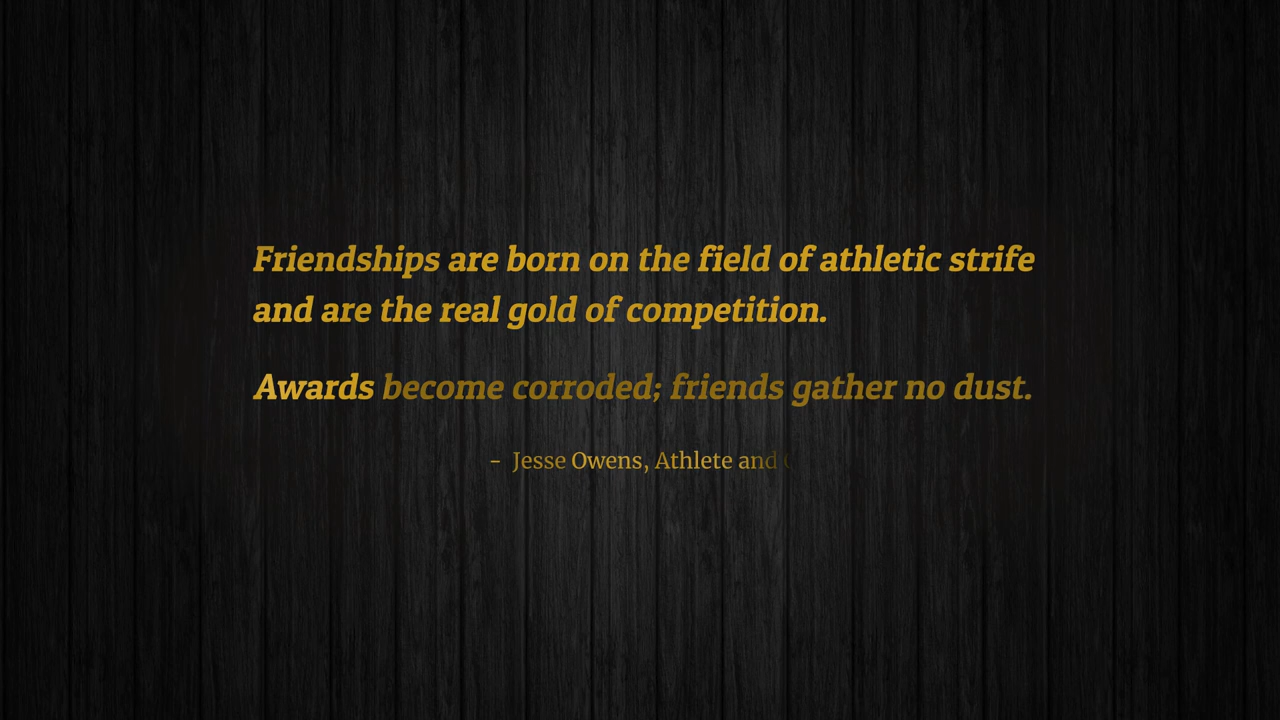 Friendships are born on the field of athletic strife
and are the real gold of competition.
Awards become corroded; friends gather no dust.
- Jesse Owens, Athlete and